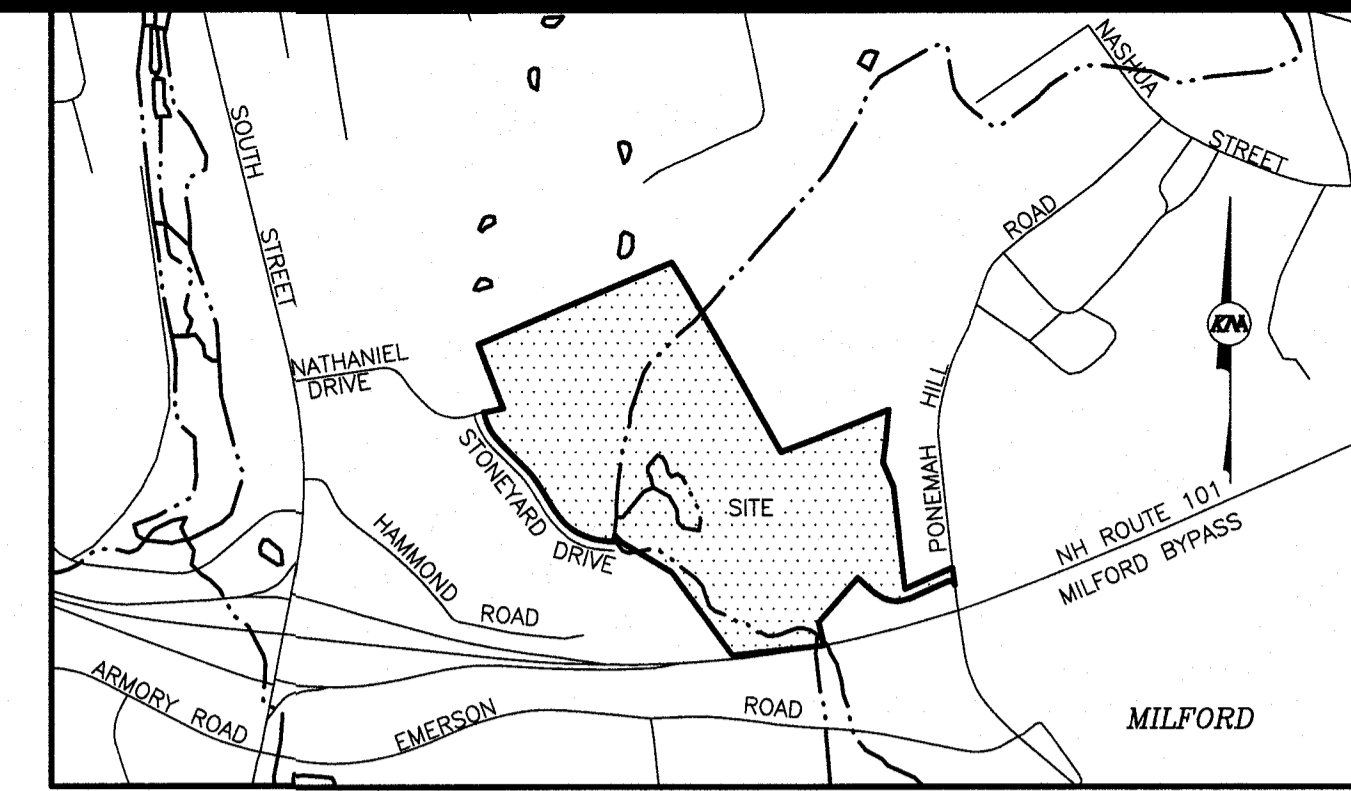 NASHUA
STREET
SOUTH
STREET
ROAD
KNA
NATHANIEL
DRIVE
PONEMAH HILL
STONEYARD DRIVE
SITE
NH ROUTE 101
MILFORD BYPASS
HAMMOND
ROAD
ARMORY ROAD
EMERSON
ROAD
MILFORD